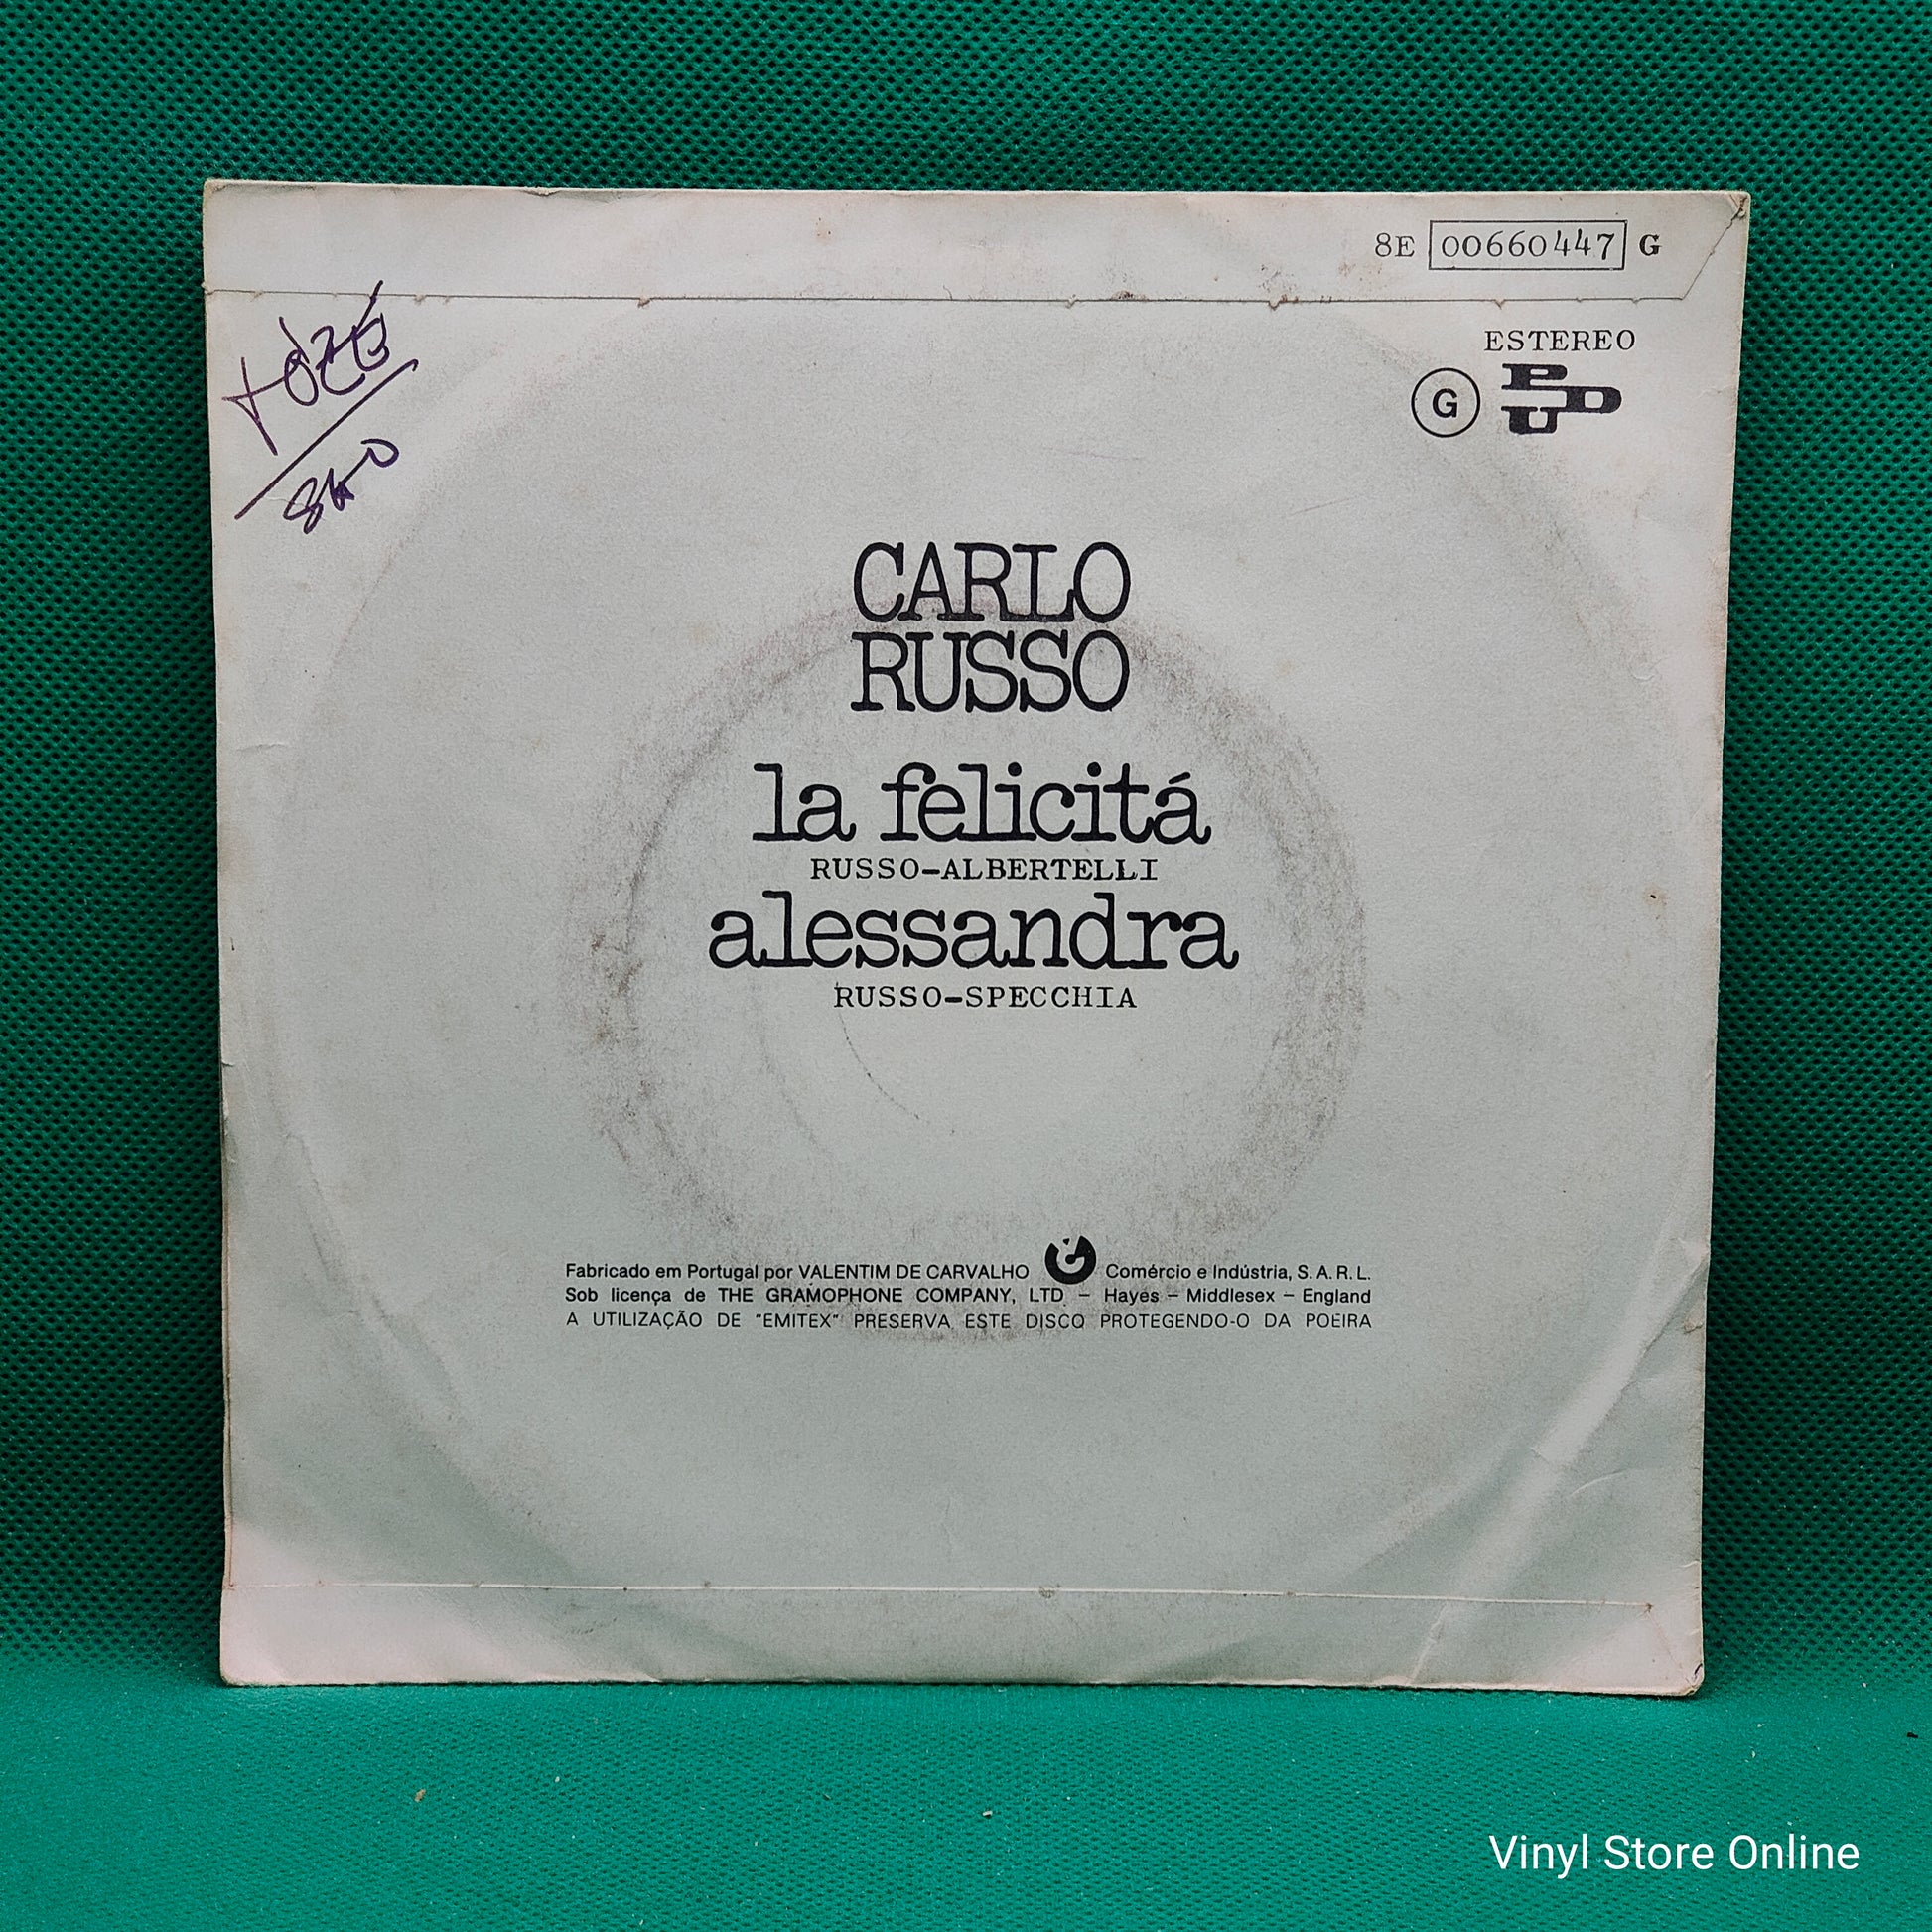 8E 00660447 G
ESTEREO
G PDU
CARLO
RUSSO
la felicitá
RUSSO-ALBERTELLI
alessandra
RUSSO-SPECCHIA
Fabricado em Portugal por VALENTIM DE CARVALHO Comércio e Indústria, S. A. R. L.
Sob licença de THE GRAMOPHONE COMPANY, LTD – Hayes – Middlesex – England
A UTILIZAÇÃO DE "EMITEX" PRESERVA ESTE DISCO PROTEGENDO-O DA POEIRA
Vinyl Store Online